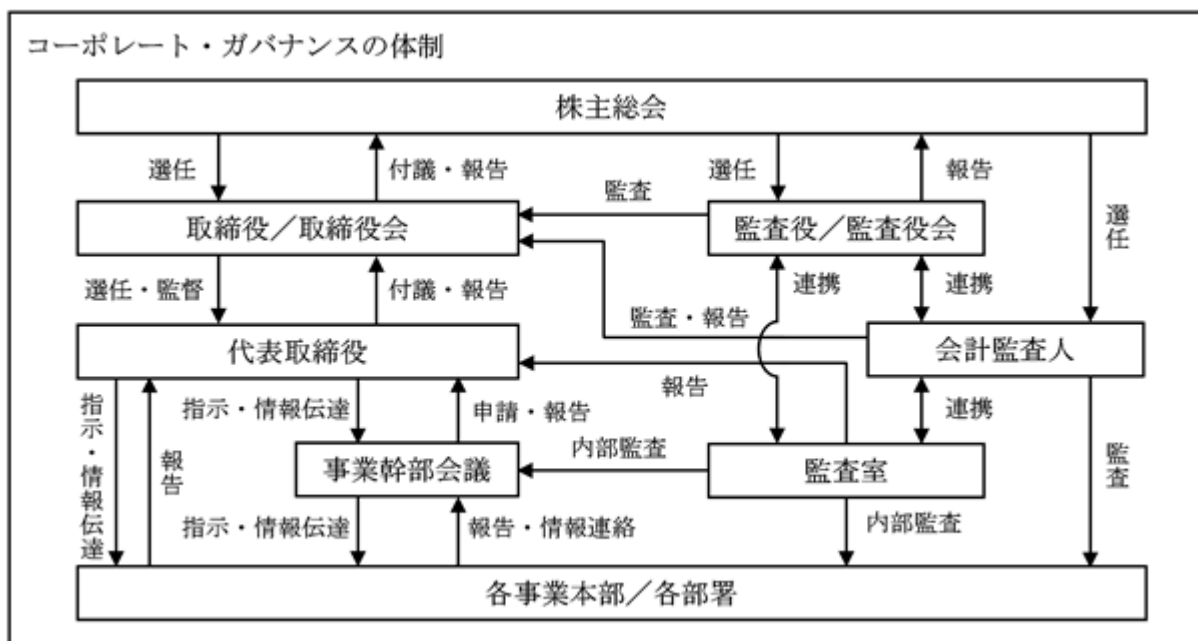 コーポレート・ガバナンスの体制
株主総会
選任
付議・報告
選任
報告
監査
選任
取締役／取締役会
監査役／監査役会
選任・監督
付議・報告
連携
連携
監査・報告
代表取締役
会計監査人
指示・情報伝達
報告
指示・情報伝達
申請・報告
報告
連携
内部監査
監査
事業幹部会議
監査室
指示・情報伝達
報告・情報連絡
内部監査
各事業本部／各部署